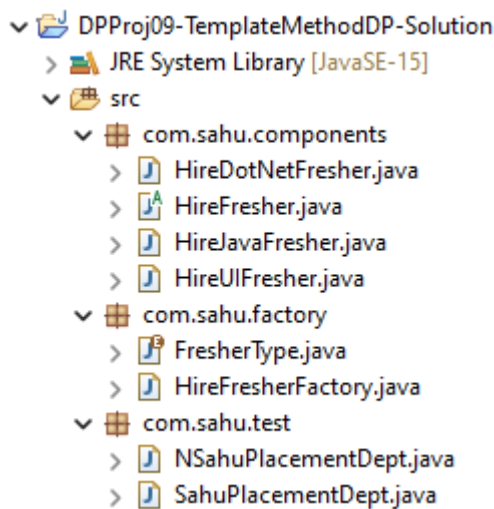 DPProj09-TemplateMethodDP-Solution
JRE System Library [JavaSE-15]
src
com.sahu.components
HireDotNetFresher.java
HireFresher.java
HireJavaFresher.java
HireUIFresher.java
com.sahu.factory
FresherType.java
HireFresherFactory.java
com.sahu.test
NSahuPlacementDept.java
SahuPlacementDept.java